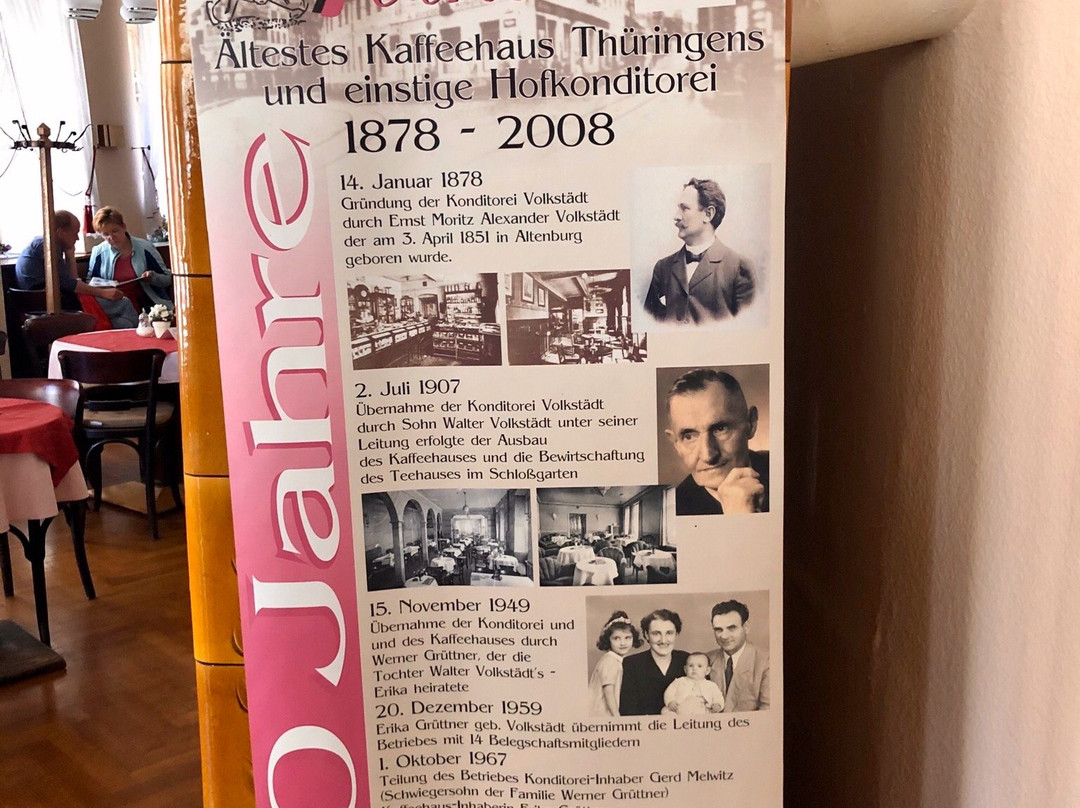 Ältestes Kaffeehaus Thüringens
und einstige Hofkonditorei
1878 - 2008
0 Jahre
14. Januar 1878
Gründung der Konditorei Volkstädt
durch Ernst Moritz Alexander Volkstädt
der am 3. April 1851 in Altenburg
geboren wurde.
2. Juli 1907
Übernahme der Konditorei Volkstädt
durch Sohn Walter Volkstädt unter seiner
Leitung erfolgte der Ausbau
des Kaffeehauses und die Bewirtschaftung
des Teehauses im Schloßgarten
15. November 1949
Übernahme der Konditorei und
und des Kaffeehauses durch
Werner Grüttner, der die
Tochter Walter Volkstädt's -
Erika heiratete
20. Dezember 1959
Erika Grüttner geb. Volkstädt übernimmt die Leitung des
Betriebes mit 14 Belegschaftsmitgliedern
1. Oktober 1967
Teilung des Betriebes Konditorei-Inhaber Gerd Melwitz
(Schwiegersohn der Familie Werner Grüttner)